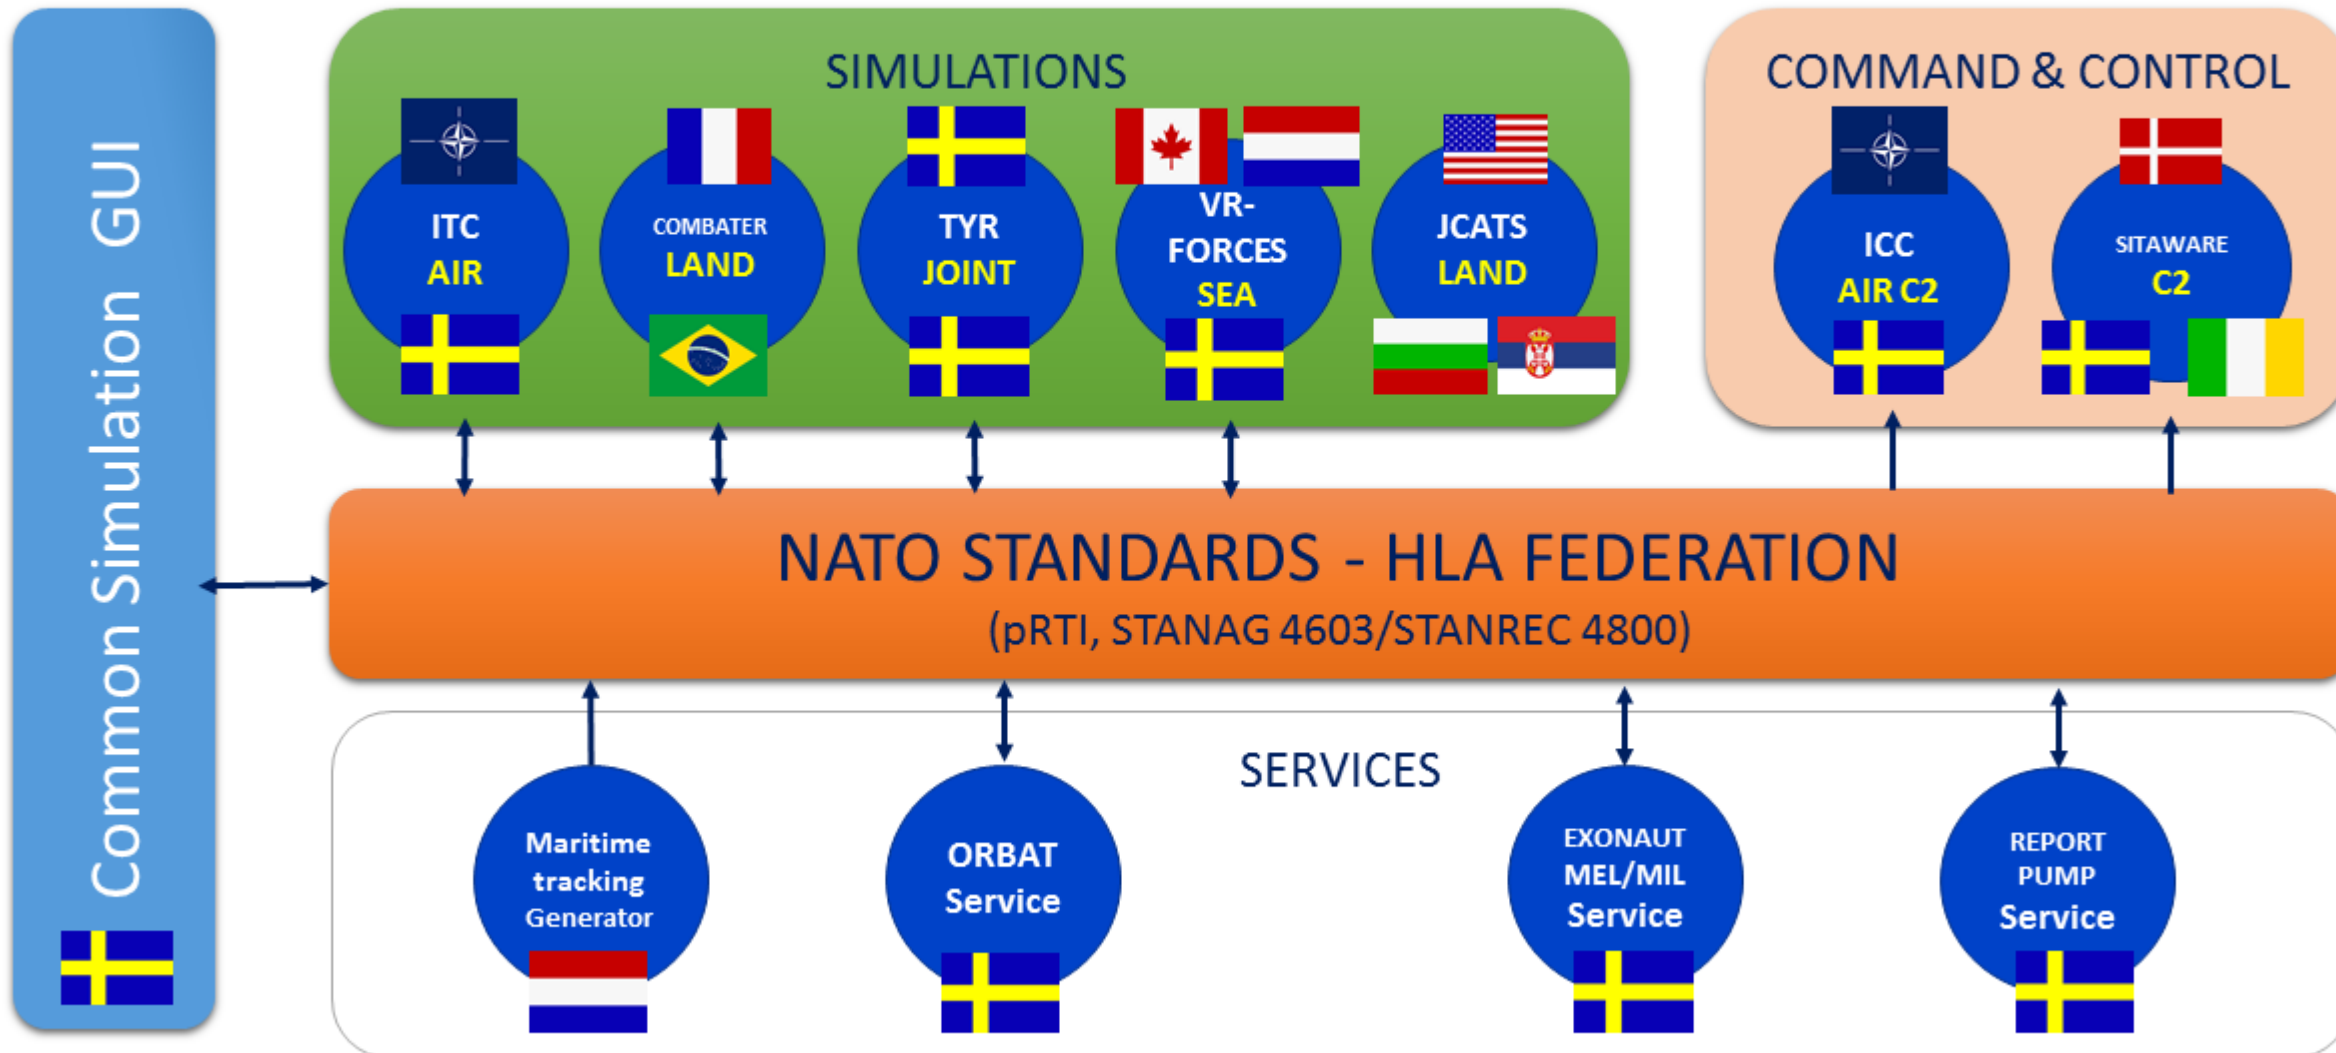 Common Simulation GUI
SIMULATIONS
ITC
AIR
COMBATER
LAND
TYR
JOINT
VR-
FORCES
SEA
JCATS
LAND
COMMAND & CONTROL
ICC
AIR C2
SITAWARE
C2
NATO STANDARDS - HLA FEDERATION
(pRTI, STANAG 4603/STANREC 4800)
SERVICES
Maritime
tracking
Generator
ORBAT
Service
EXONAUT
MEL/MIL
Service
REPORT
PUMP
Service